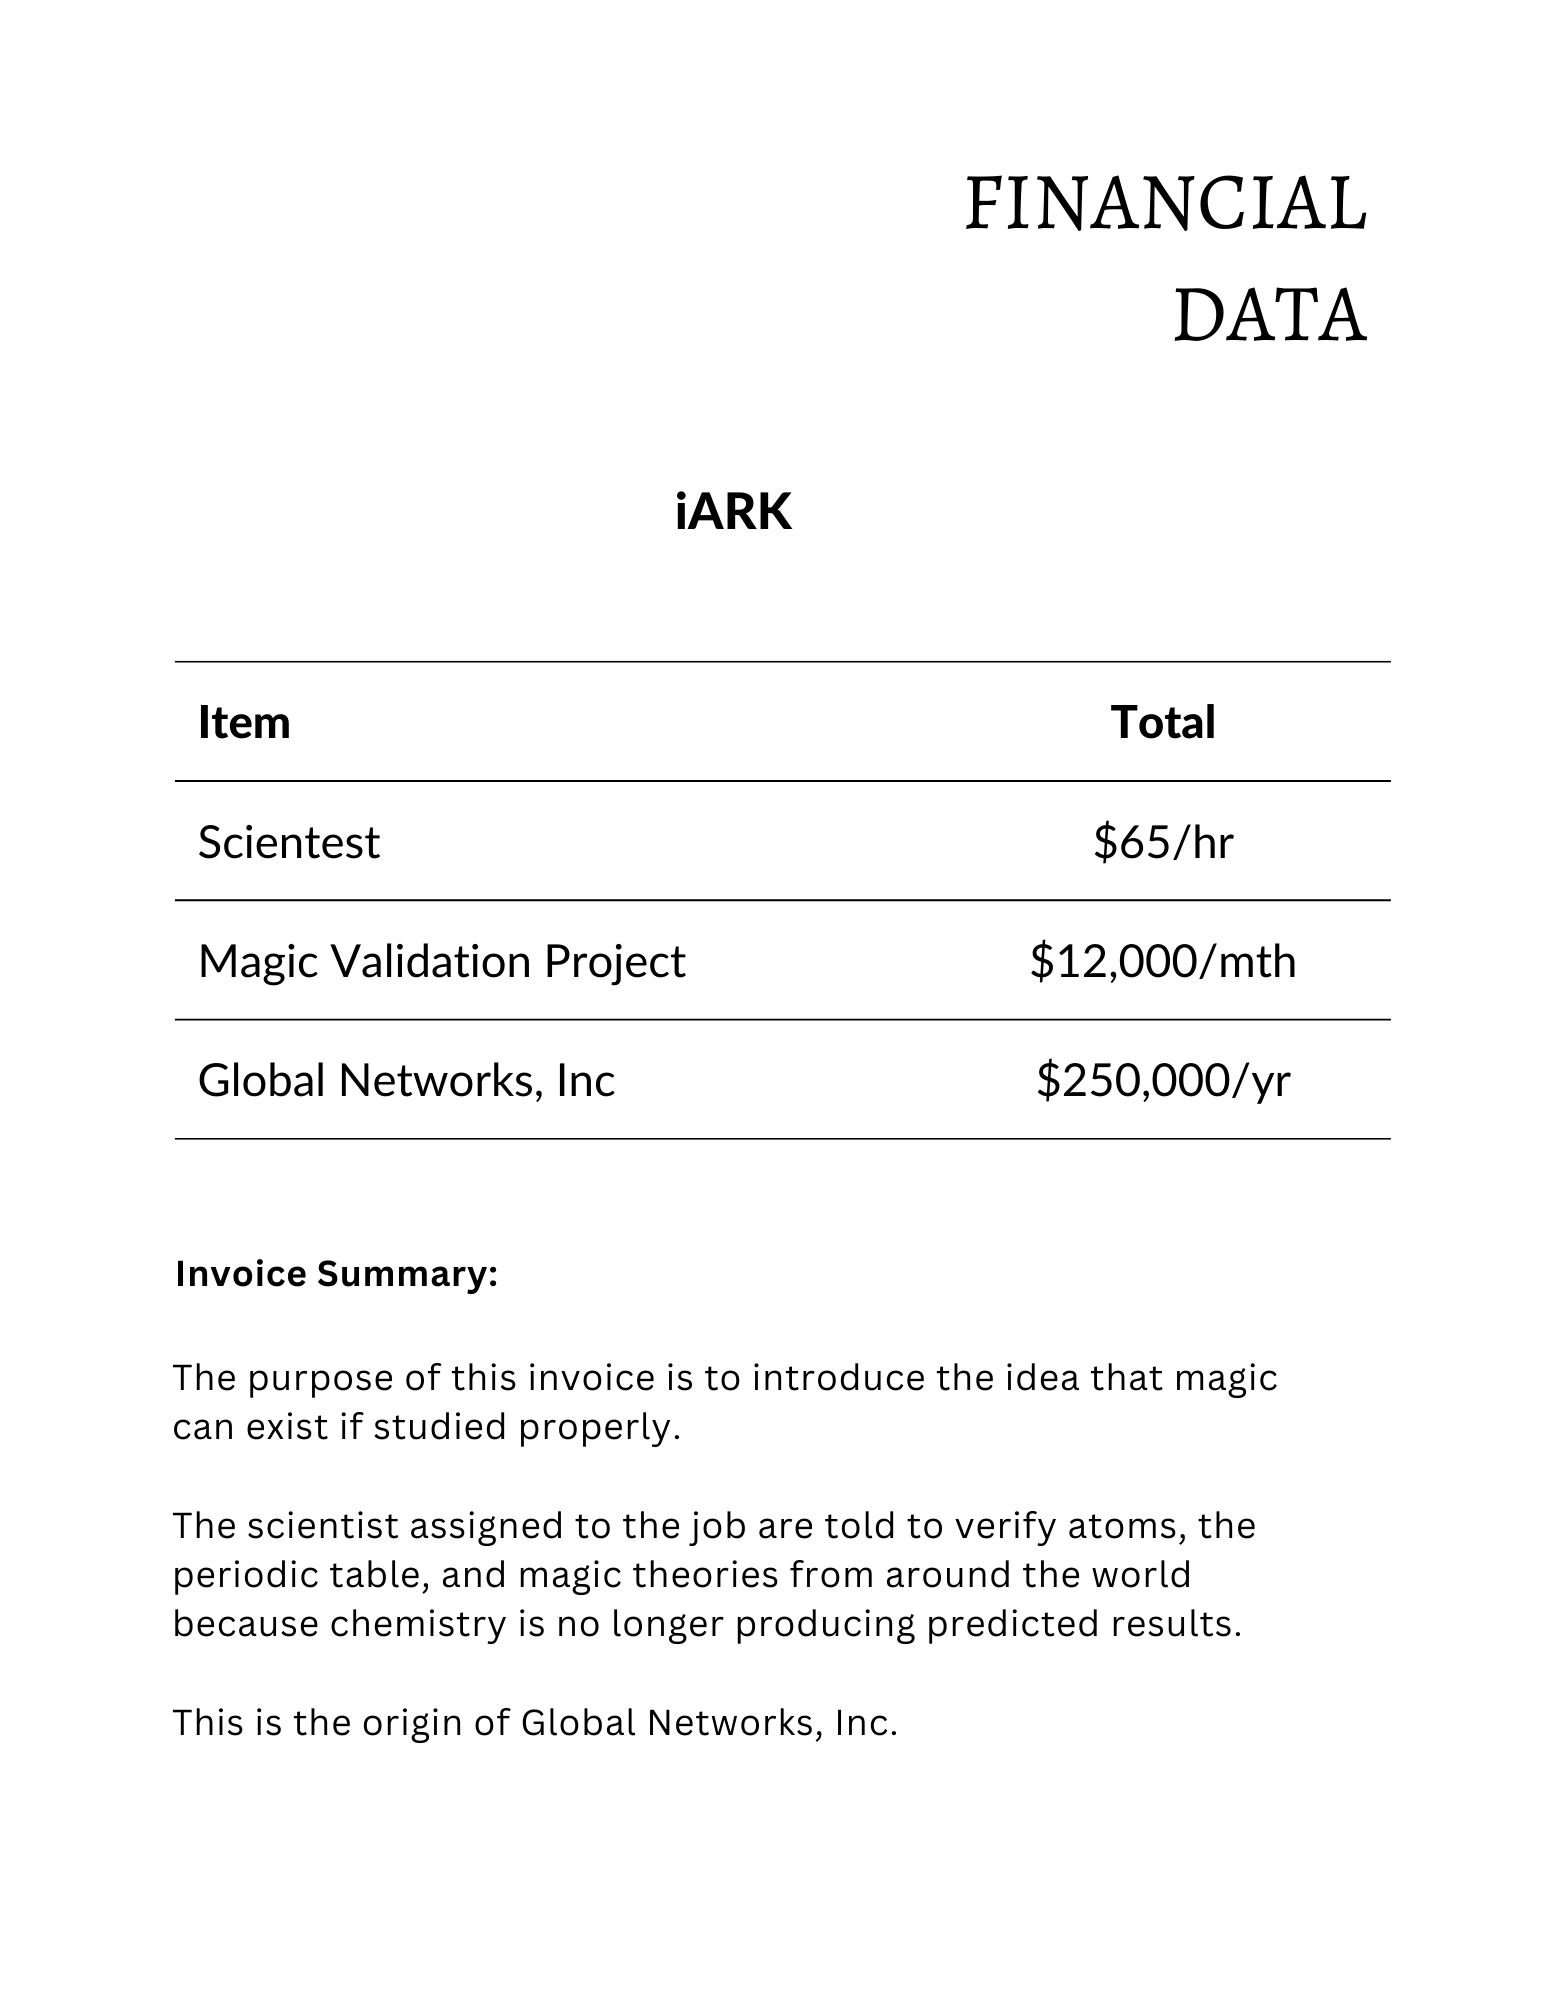 FINANCIAL
DATA
iARK
Item Total
Scientest $65/hr
Magic Validation Project $12,000/mth
Global Networks, Inc $250,000/yr
Invoice Summary:
The purpose of this invoice is to introduce the idea that magic
can exist if studied properly.
The scientist assigned to the job are told to verify atoms, the
periodic table, and magic theories from around the world
because chemistry is no longer producing predicted results.
This is the origin of Global Networks, Inc.